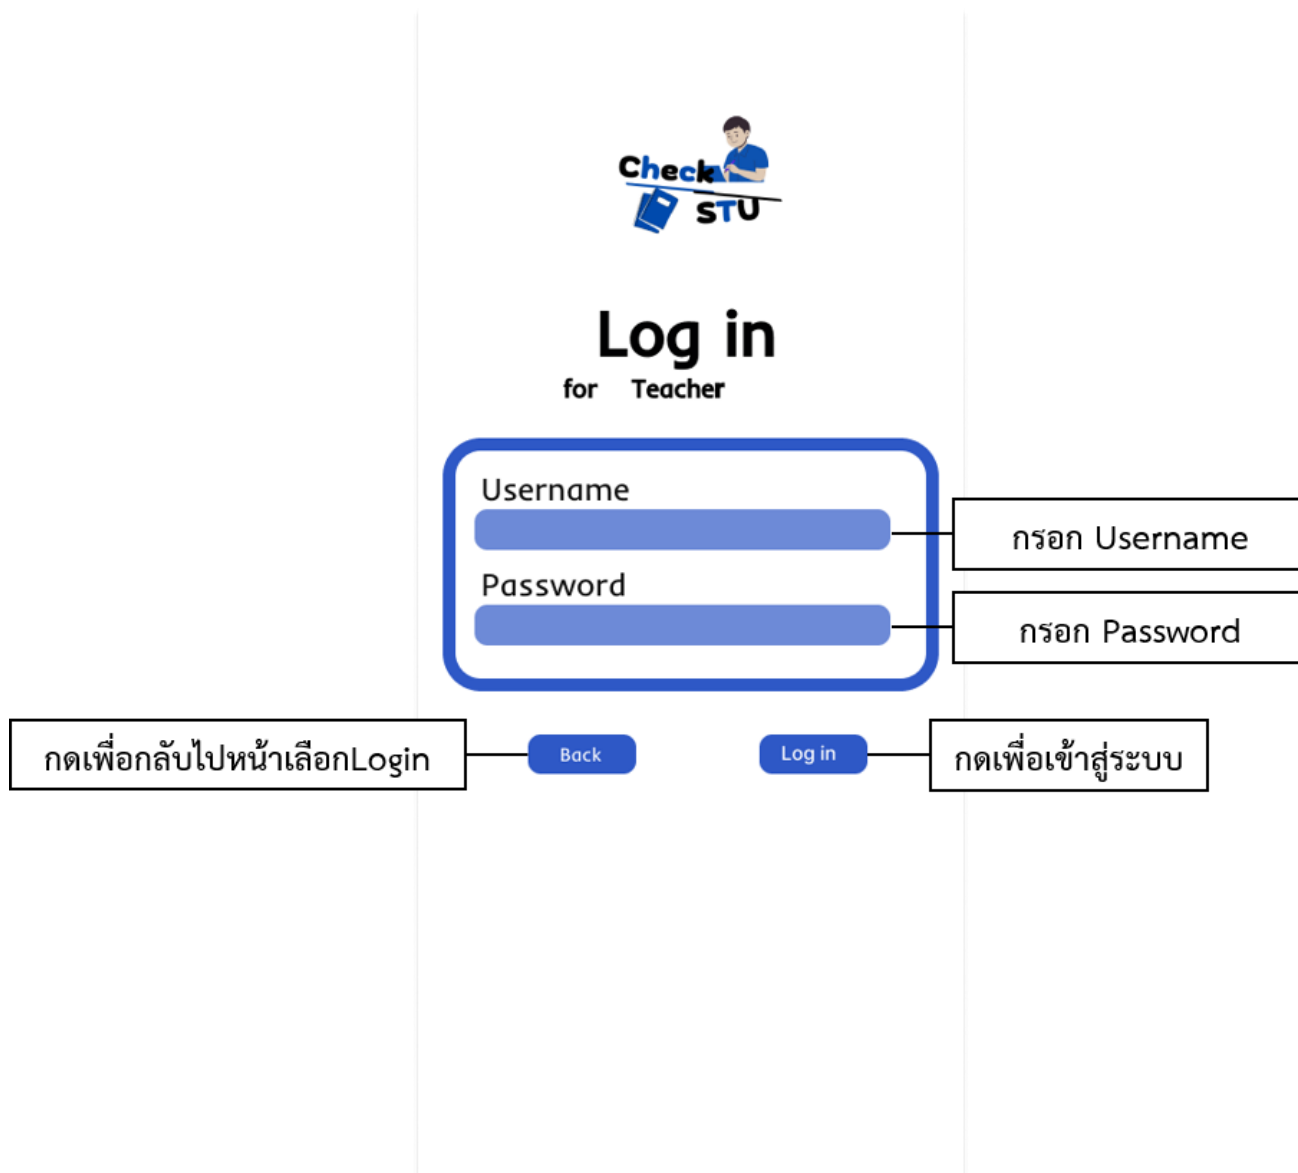 Check
STU
Log in
for Teacher
Username
กรอก Username
Password
กรอก Password
กดเพื่อกลับไปหน้าเลือกLogin
Back
Log in
กดเพื่อเข้าสู่ระบบ